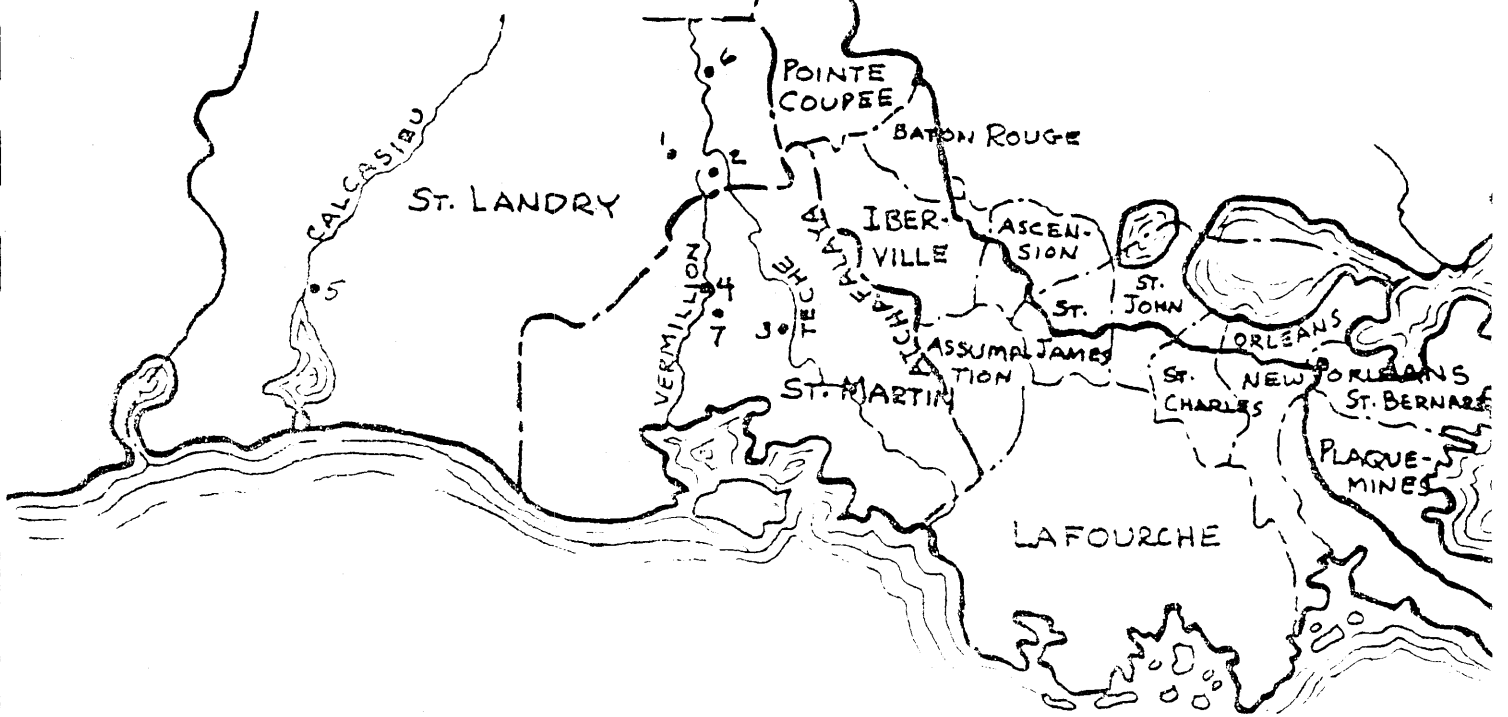 6
POINTE
COUPEE
BATON ROUGE
1
2
CALCASIBU
ST. LANDRY
IBER-
VILLE
ASCEN-
SION
ATCHAFALAYA
TECHE
VERMILLION
5
4
7
3
ST.
JOHN
ST.
JAMES
ASSUMP
TION
ORLEANS
NEW ORLEANS
ST.
CHARLES
ST. BERNARD
ST. MARTIN
PLAQUE-
MINES
LAFOURCHE